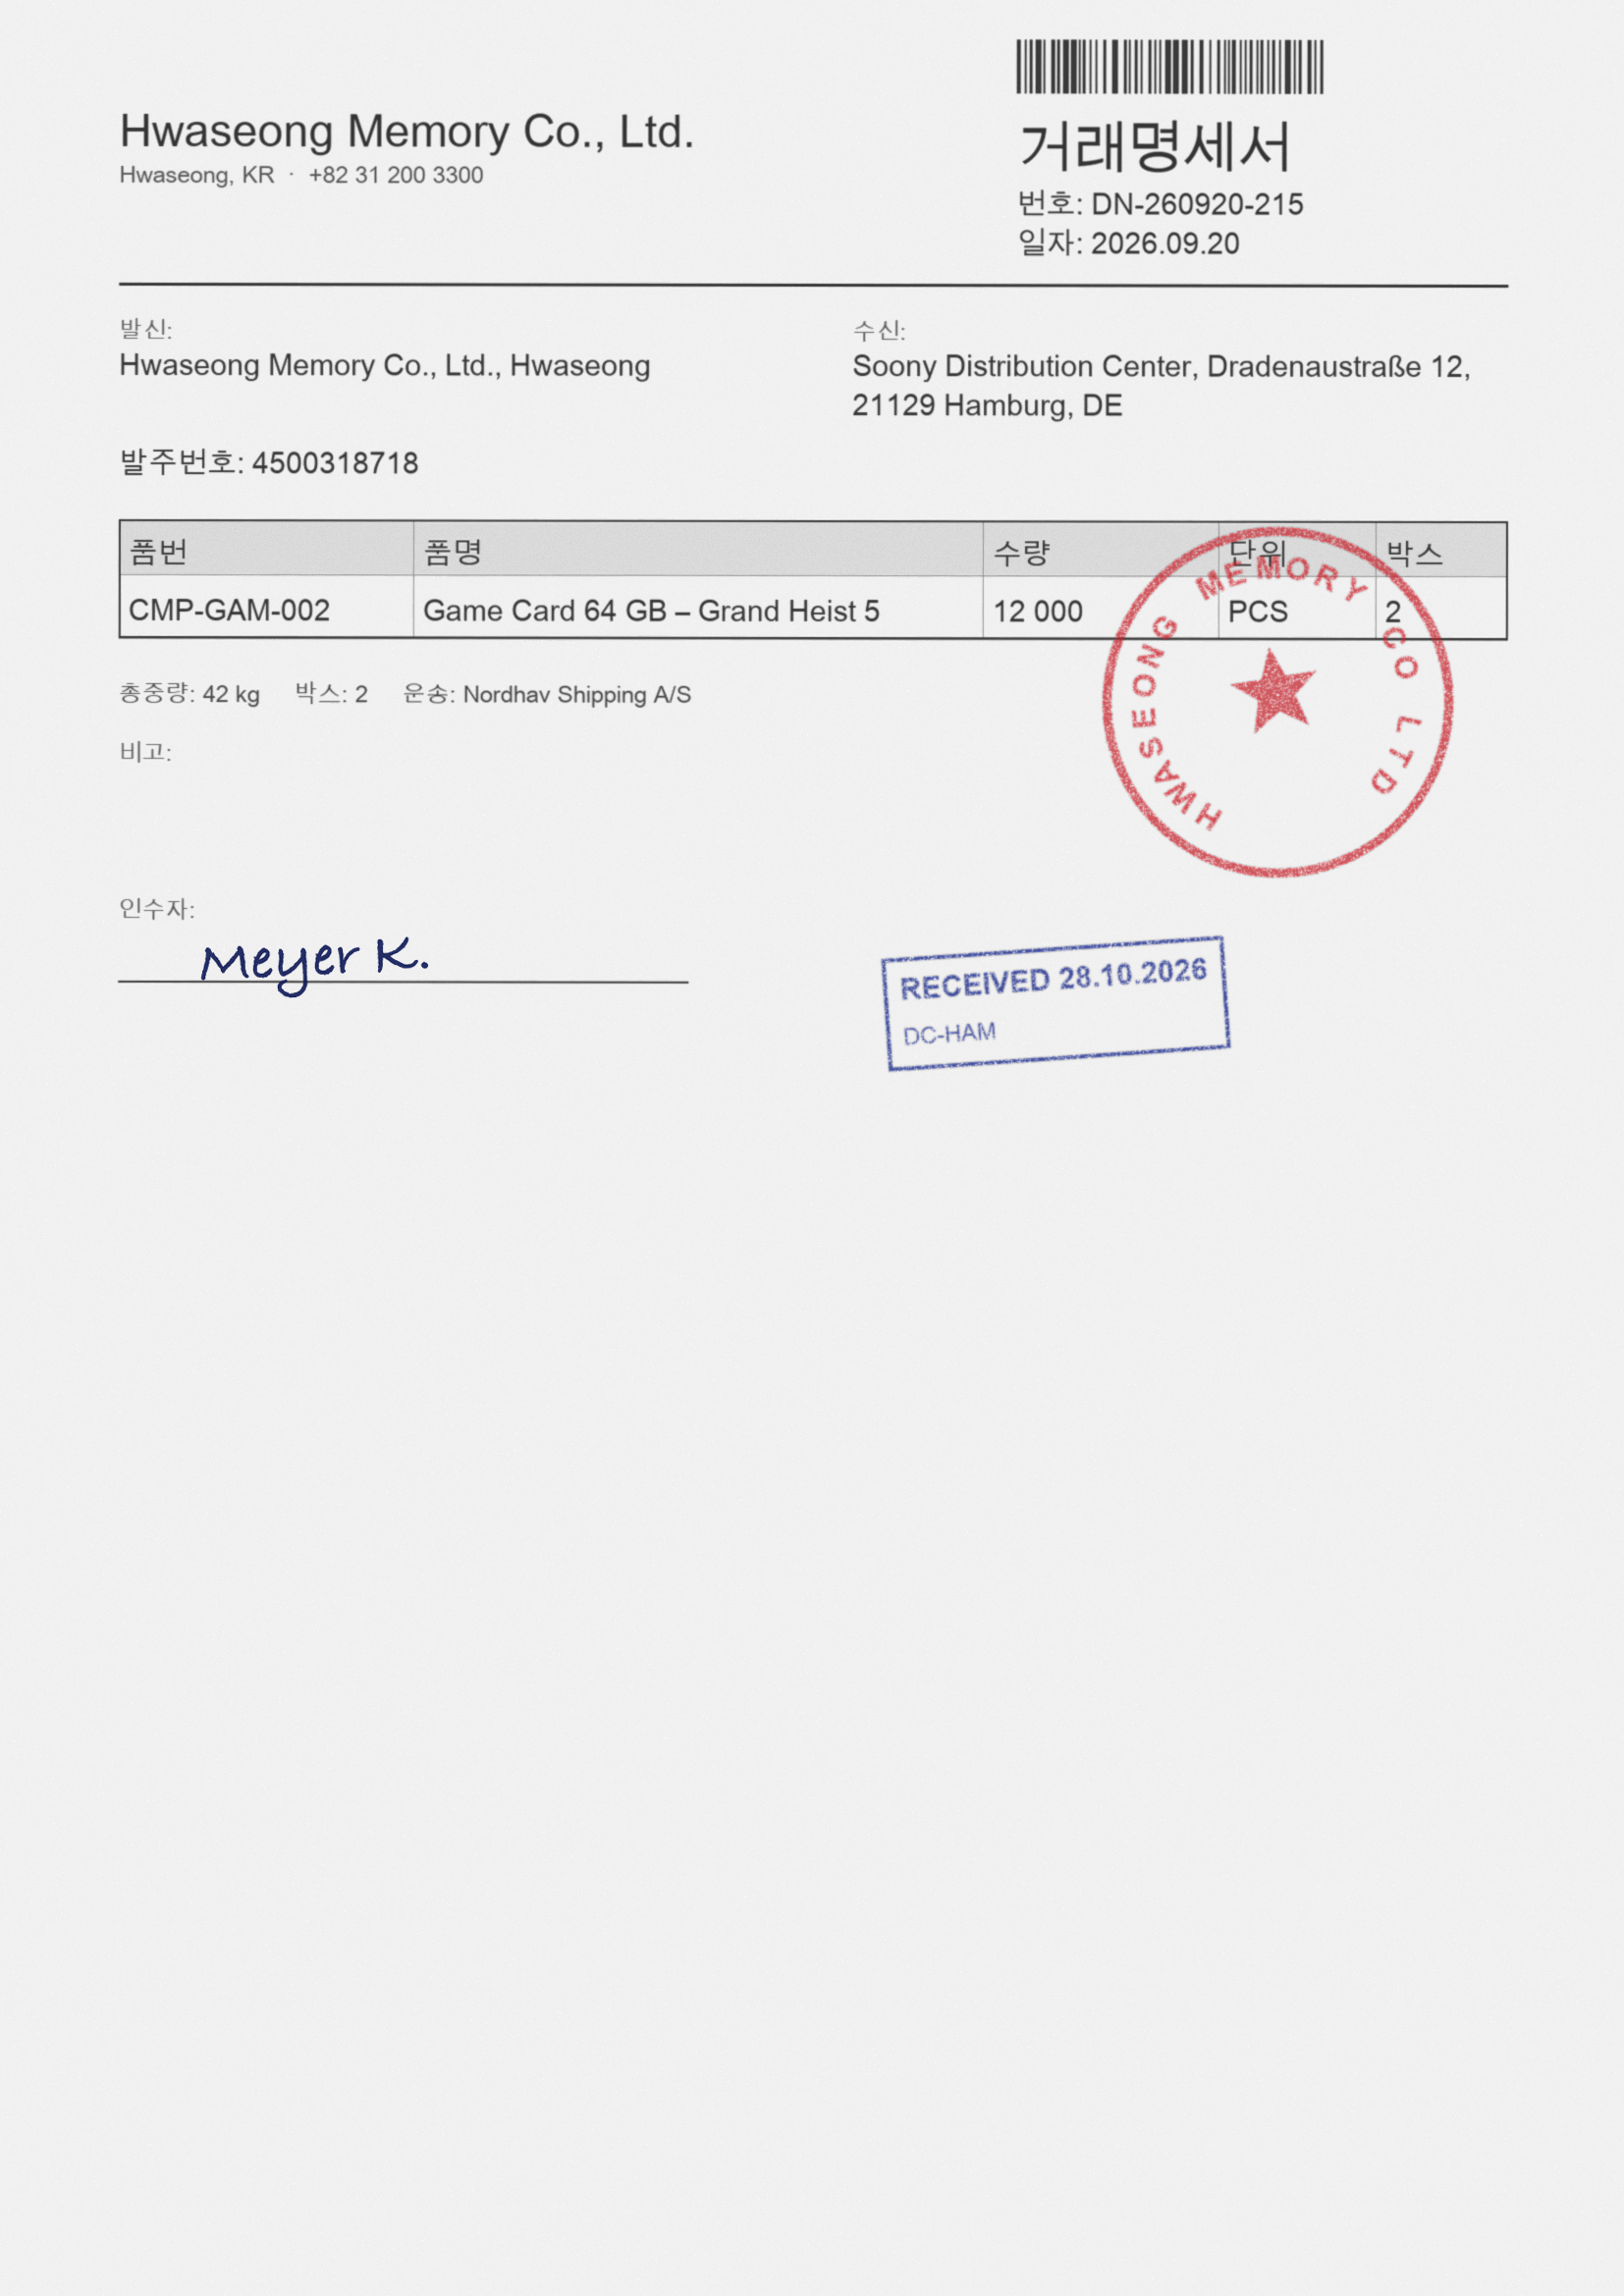 Hwaseong Memory Co., Ltd.
Hwaseong, KR · +82 31 200 3300
거래명세서
번호: DN-260920-215
일자: 2026.09.20
발신:
Hwaseong Memory Co., Ltd., Hwaseong
수신:
Soony Distribution Center, Dradenaustraße 12,
21129 Hamburg, DE
발주번호: 4500318718
품번 품명 수량 단위 박스
CMP-GAM-002 Game Card 64 GB – Grand Heist 5 12 000 PCS 2
HWASEONG MEMORY CO LTD
총중량: 42 kg 박스: 2 운송: Nordhav Shipping A/S
비고:
인수자:
Meyer K.
RECEIVED 28.10.2026
DC-HAM